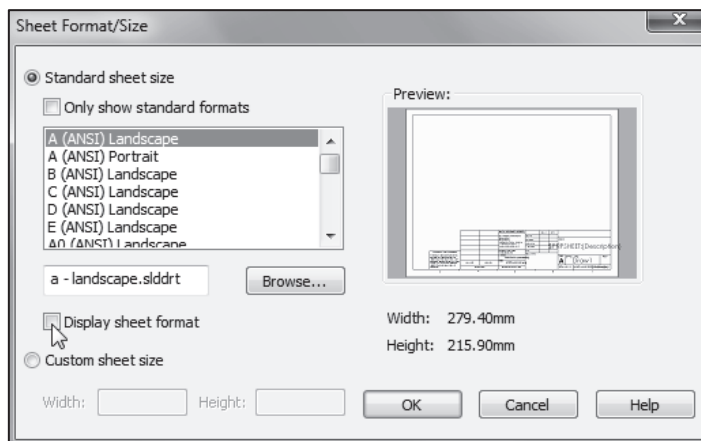 Sheet Format/Size
X
Standard sheet size
Only show standard formats
A (ANSI) Landscape
A (ANSI) Portrait
B (ANSI) Landscape
C (ANSI) Landscape
D (ANSI) Landscape
E (ANSI) Landscape
A0 (ANSI) Landscape
a - landscape.slddrt
Browse...
Display sheet format
Custom sheet size
Width:
Height:
Preview:
A
Draw1
Width: 279.40mm
Height: 215.90mm
OK
Cancel
Help